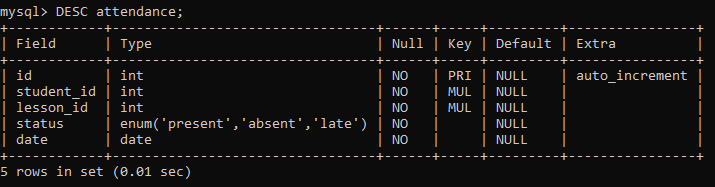 mysql> DESC attendance;
+------------+---------------------------------+------+-----+---------+----------------+
| Field      | Type                            | Null | Key | Default | Extra          |
+------------+---------------------------------+------+-----+---------+----------------+
| id         | int                             | NO   | PRI | NULL    | auto_increment |
| student_id | int                             | NO   | MUL | NULL    |                |
| lesson_id  | int                             | NO   | MUL | NULL    |                |
| status     | enum('present','absent','late') | NO   |     | NULL    |                |
| date       | date                            | NO   |     | NULL    |                |
+------------+---------------------------------+------+-----+---------+----------------+
5 rows in set (0.01 sec)